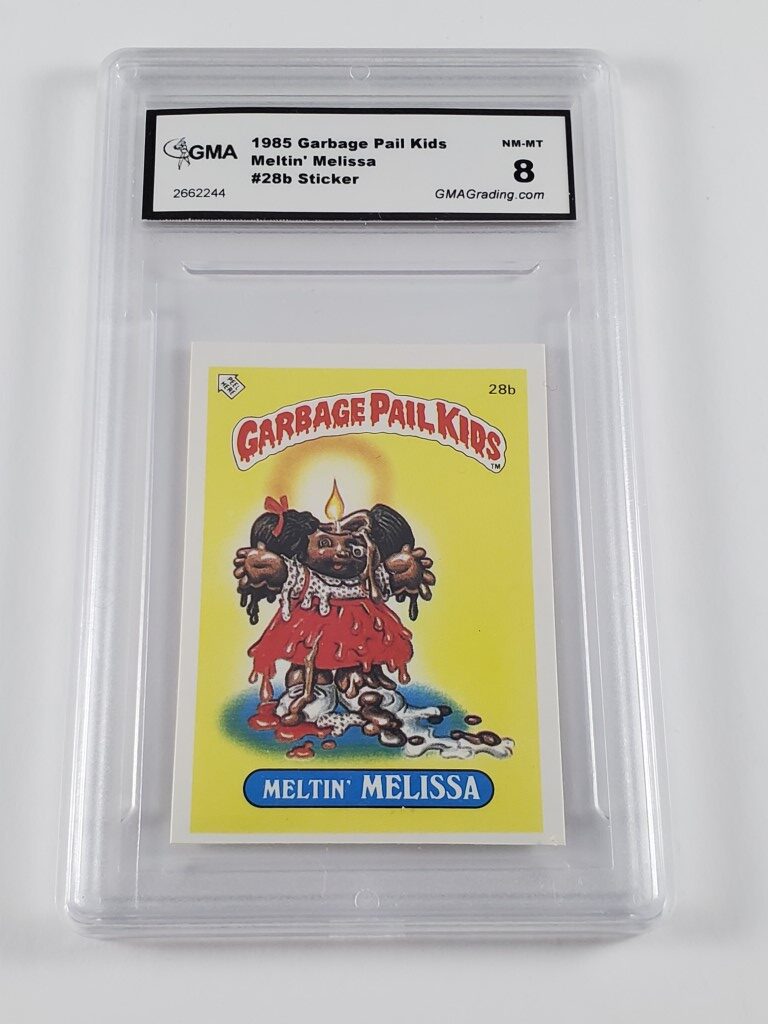 GMA
1985 Garbage Pail Kids
Meltin' Melissa
#28b Sticker
2662244
NM-MT
8
GMAGrading.com
PEEL HERE
28b
GARBAGE PAIL KIDS
TM
MELTIN' MELISSA